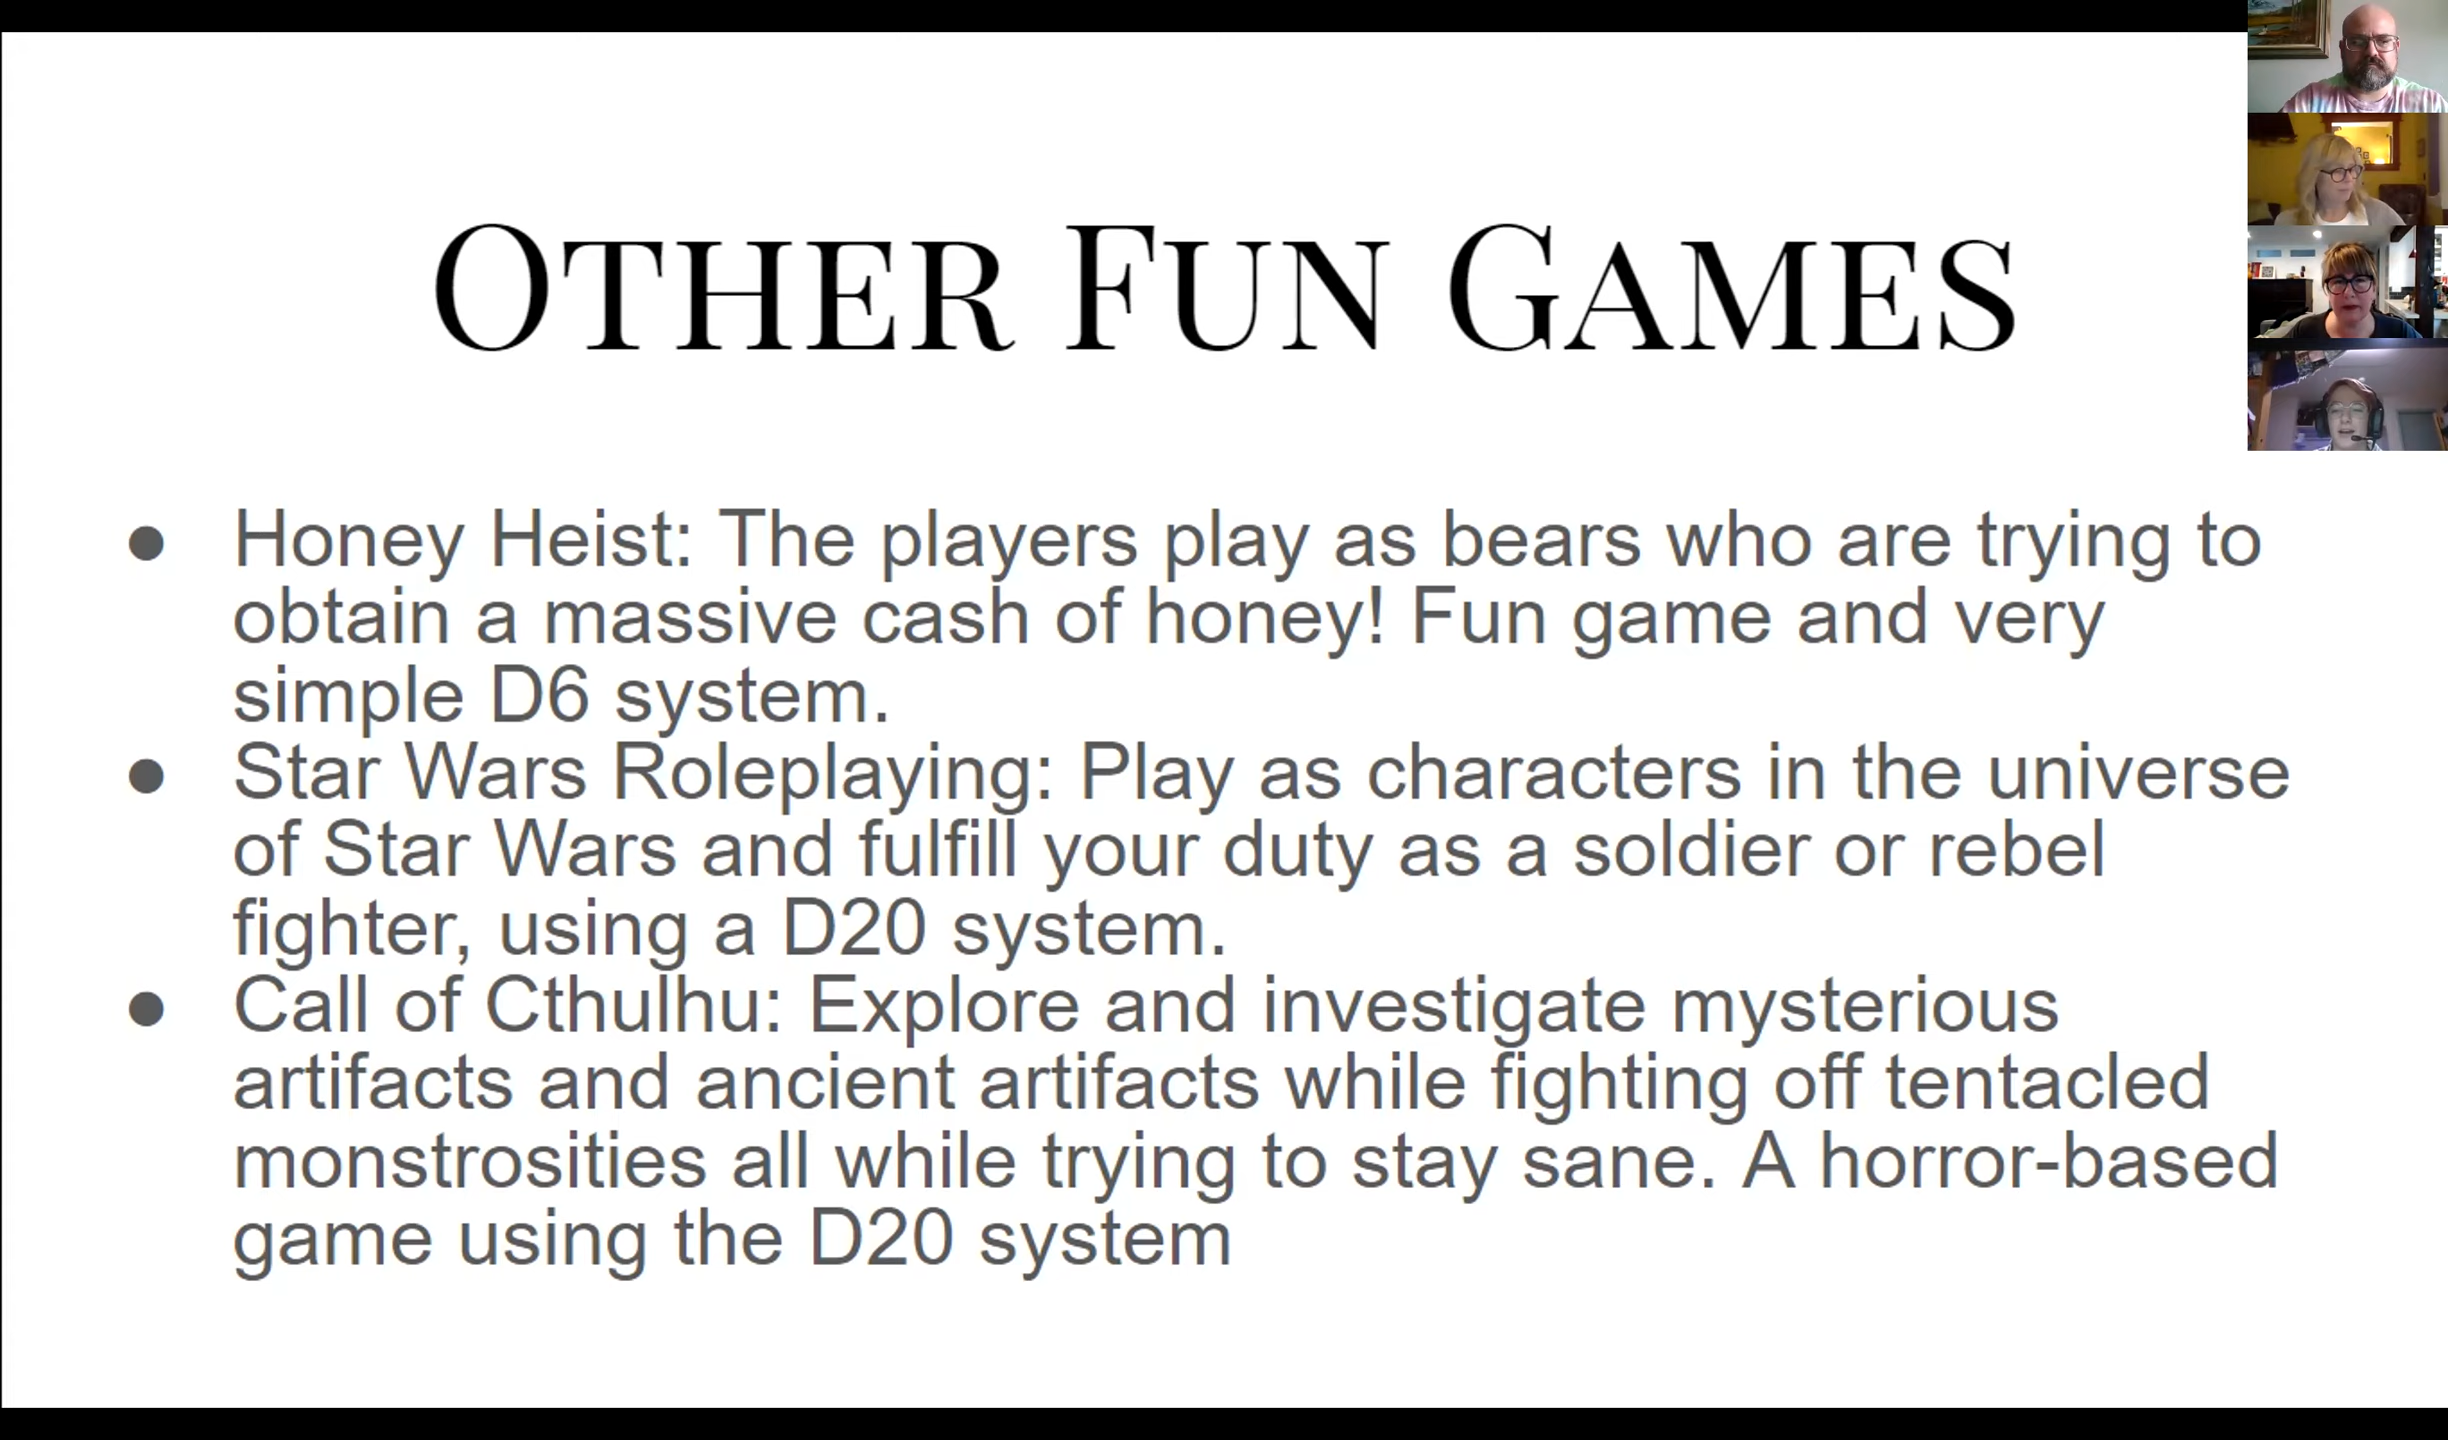 Other Fun Games
● Honey Heist: The players play as bears who are trying to
obtain a massive cash of honey! Fun game and very
simple D6 system.
● Star Wars Roleplaying: Play as characters in the universe
of Star Wars and fulfill your duty as a soldier or rebel
fighter, using a D20 system.
● Call of Cthulhu: Explore and investigate mysterious
artifacts and ancient artifacts while fighting off tentacled
monstrosities all while trying to stay sane. A horror-based
game using the D20 system